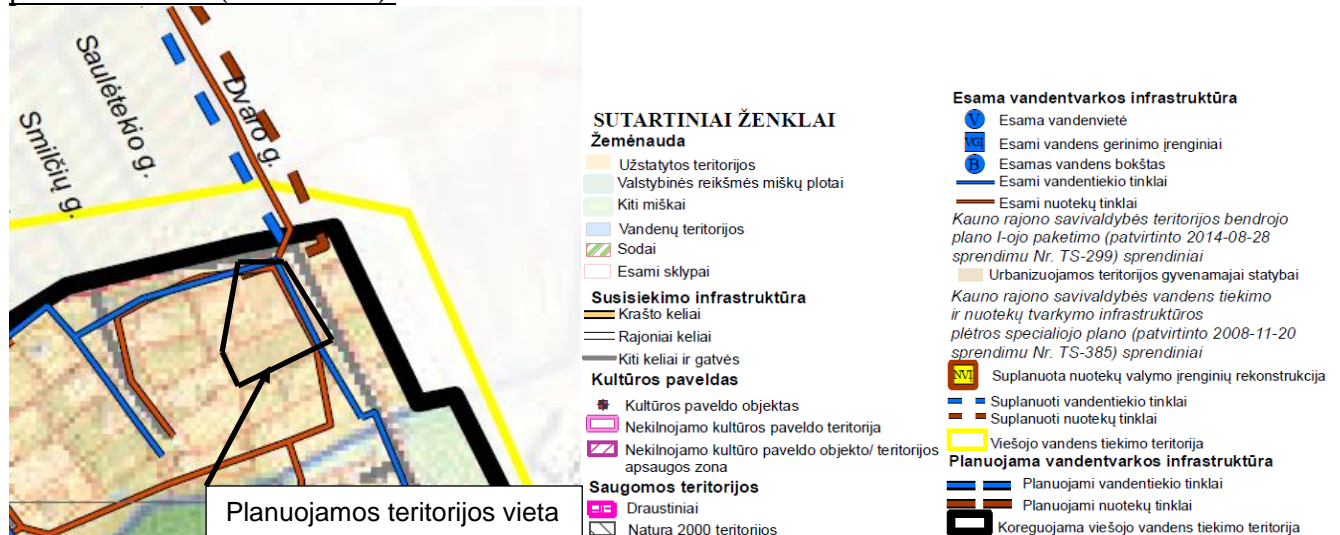 Saulėtekio g.
Smilčių g.
Dvaro g.
Planuojamos teritorijos vieta
SUTARTINIAI ŽENKLAI
Žemėnauda
Užstatytos teritorijos
Valstybinės reikšmės miškų plotai
Kiti miškai
Vandenų teritorijos
Sodai
Esami sklypai
Susisiekimo infrastruktūra
Krašto keliai
Rajoniai keliai
Kiti keliai ir gatvės
Kultūros paveldas
Kultūros paveldo objektas
Nekilnojamo kultūros paveldo teritorija
Nekilnojamo kultūro paveldo objekto/ teritorijos
apsaugos zona
Saugomos teritorijos
Draustiniai
Natura 2000 teritorijos
Esama vandentvarkos infrastruktūra
V Esama vandenvietė
VGĮ Esami vandens gerinimo įrenginiai
B Esamas vandens bokštas
Esami vandentiekio tinklai
Esami nuotekų tinklai
Kauno rajono savivaldybės teritorijos bendrojo
plano I-ojo paketimo (patvirtinto 2014-08-28
sprendimu Nr. TS-299) sprendiniai
Urbanizuojamos teritorijos gyvenamajai statybai
Kauno rajono savivaldybės vandens tiekimo
ir nuotekų tvarkymo infrastruktūros
plėtros specialiojo plano (patvirtinto 2008-11-20
sprendimu Nr. TS-385) sprendiniai
NVĮ Suplanuota nuotekų valymo įrenginių rekonstrukcija
Suplanuoti vandentiekio tinklai
Suplanuoti nuotekų tinklai
Viešojo vandens tiekimo teritorija
Planuojama vandentvarkos infrastruktūra
Planuojami vandentiekio tinklai
Planuojami nuotekų tinklai
Koreguojama viešojo vandens tiekimo teritorija